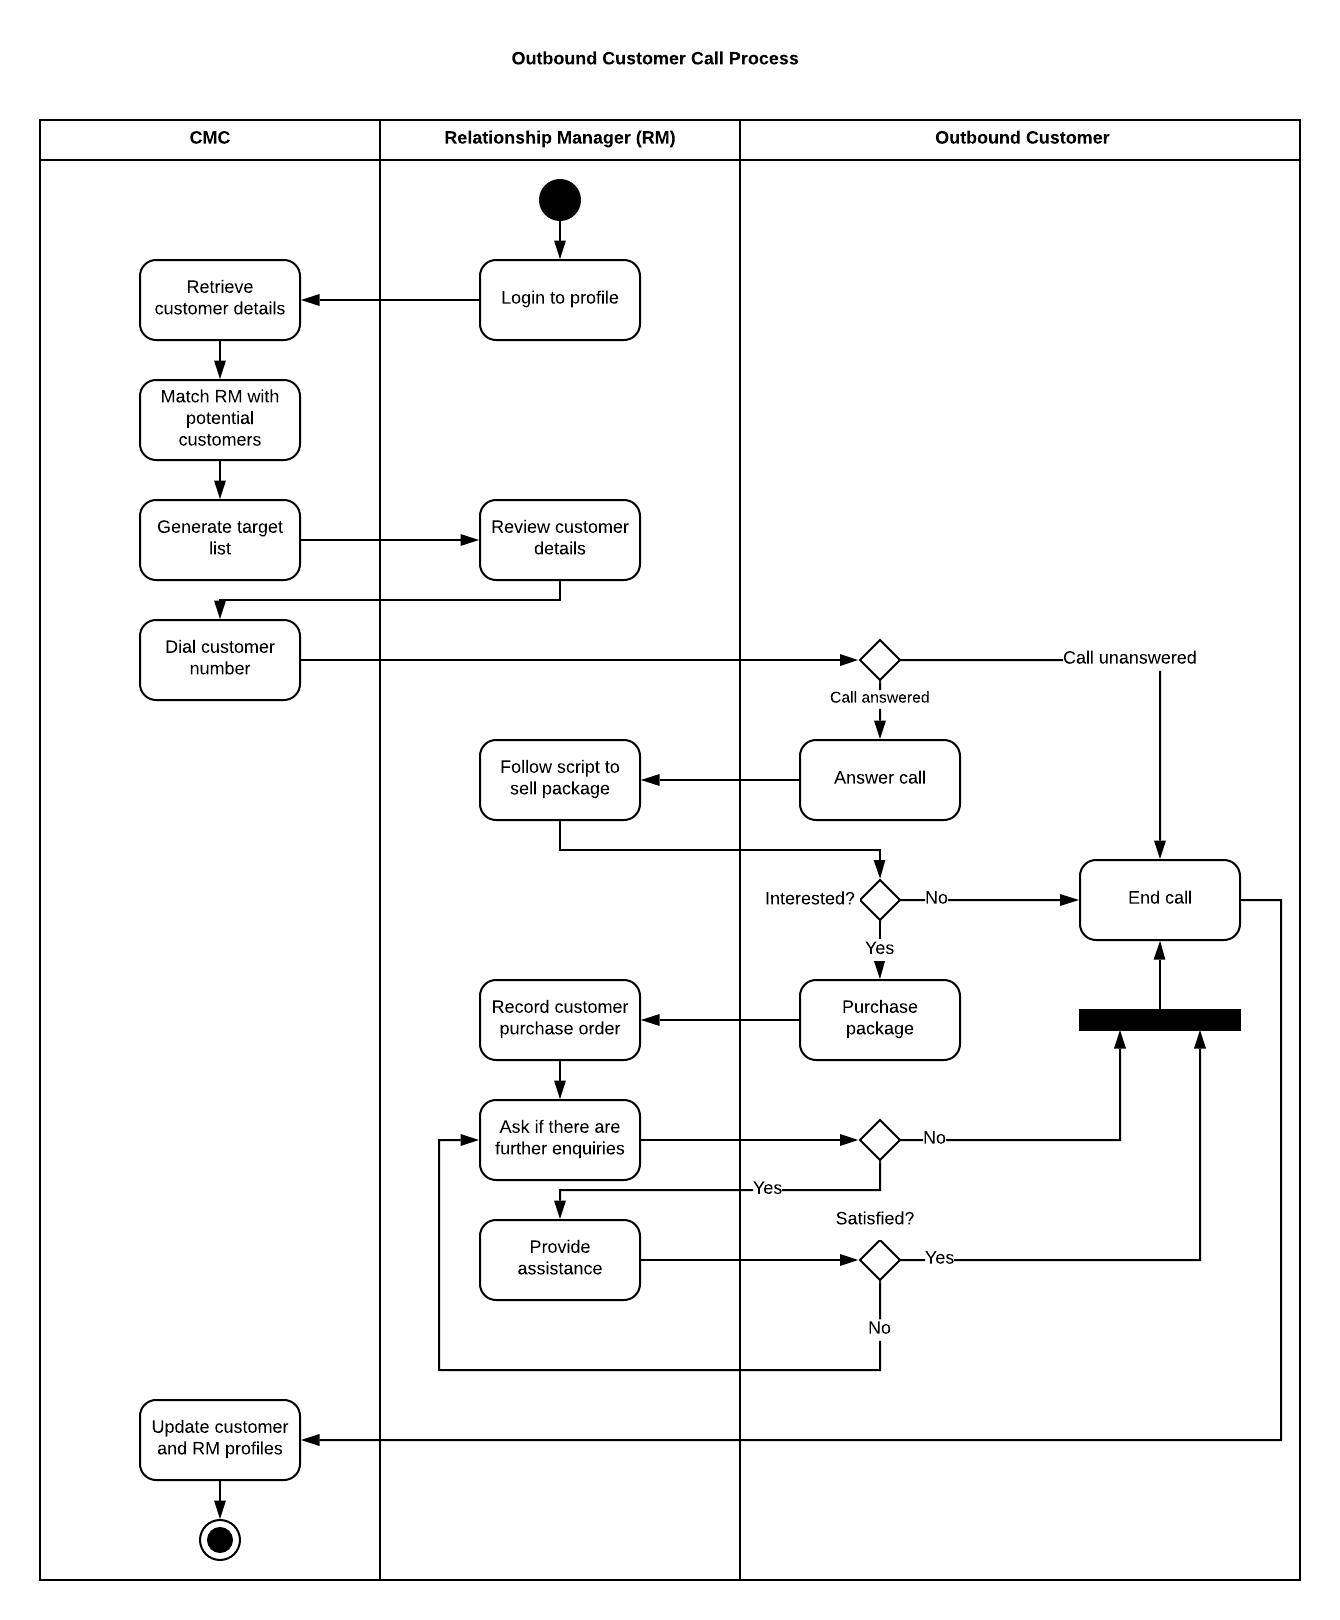 Outbound Customer Call Process
CMC
Relationship Manager (RM)
Outbound Customer
Retrieve
customer details
Login to profile
Match RM with
potential
customers
Generate target
list
Review customer
details
Dial customer
number
Call unanswered
Call answered
Follow script to
sell package
Answer call
Interested?
No
End call
Yes
Record customer
purchase order
Purchase
package
Ask if there are
further enquiries
No
Yes
Satisfied?
Provide
assistance
Yes
No
Update customer
and RM profiles